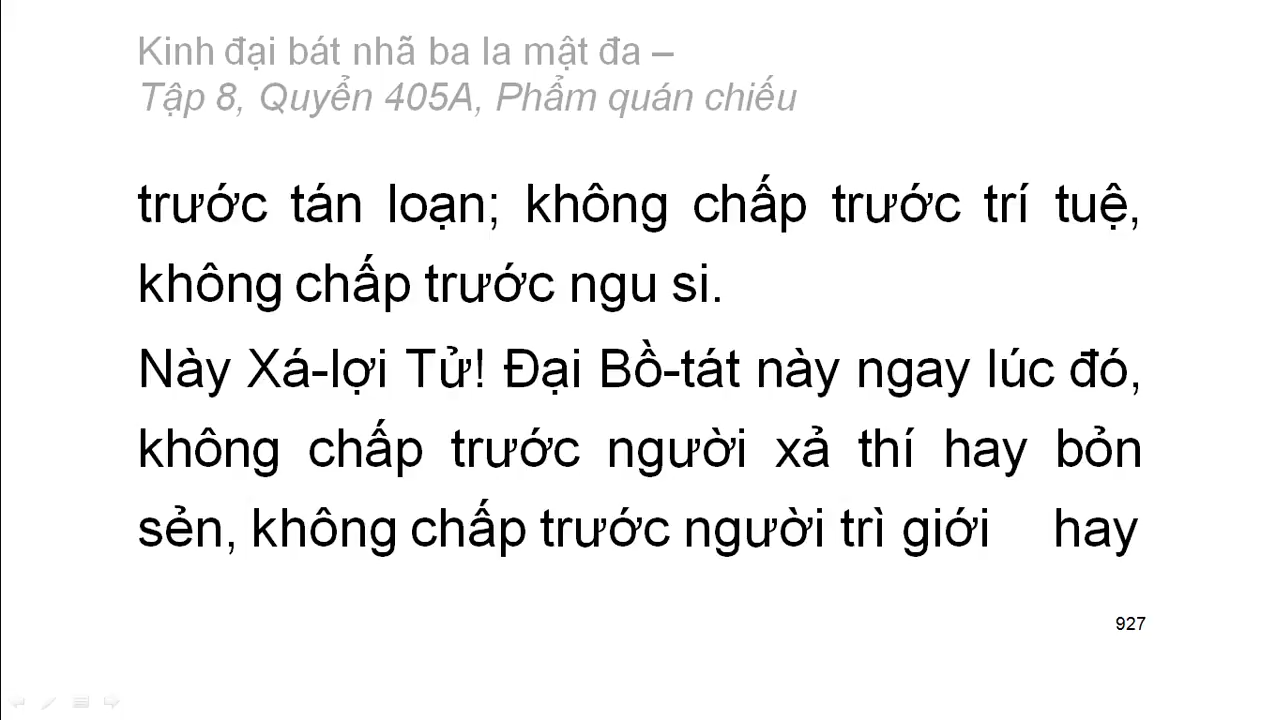 Kinh đại bát nhã ba la mật đa –
Tập 8, Quyển 405A, Phẩm quán chiếu
trước tán loạn; không chấp trước trí tuệ,
không chấp trước ngu si.
Này Xá-lợi Tử! Đại Bồ-tát này ngay lúc đó,
không chấp trước người xả thí hay bỏn
sẻn, không chấp trước người trì giới hay
927